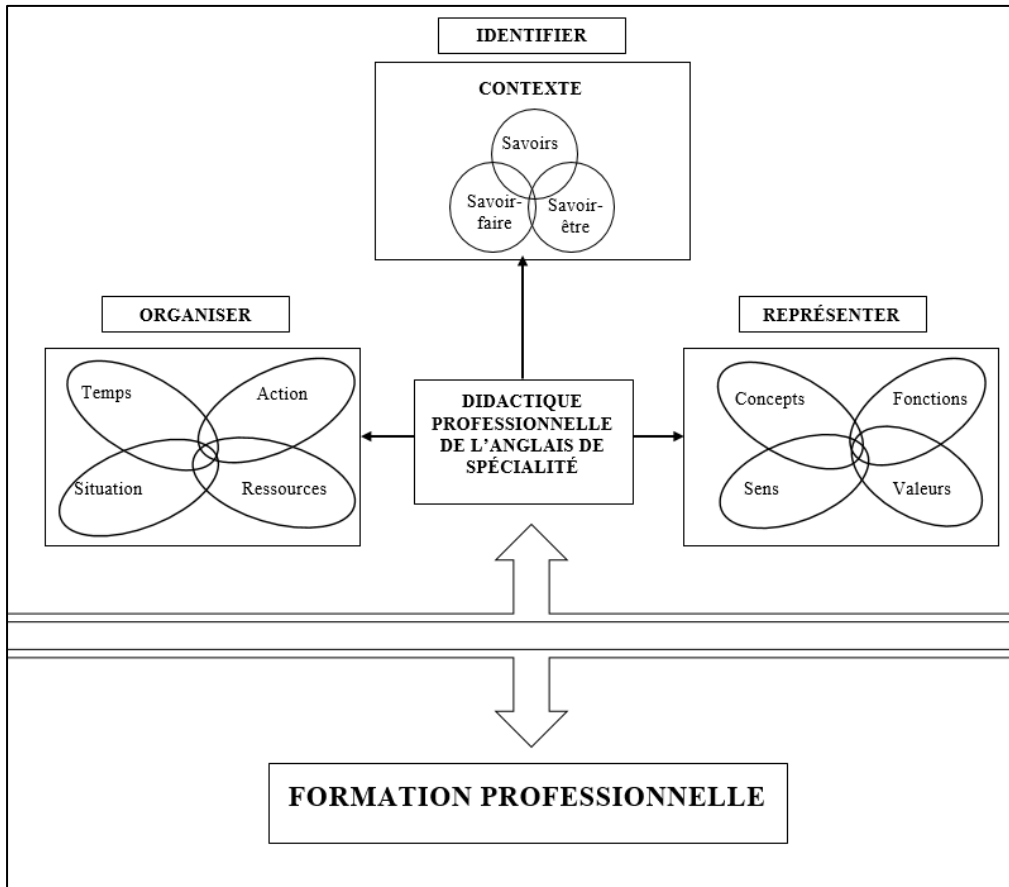 IDENTIFIER
CONTEXTE
Savoirs
Savoir-
faire
Savoir-
être
ORGANISER
Temps
Action
Situation
Ressources
DIDACTIQUE
PROFESSIONNELLE
DE L'ANGLAIS DE
SPÉCIALITÉ
REPRÉSENTER
Concepts
Fonctions
Sens
Valeurs
FORMATION PROFESSIONNELLE